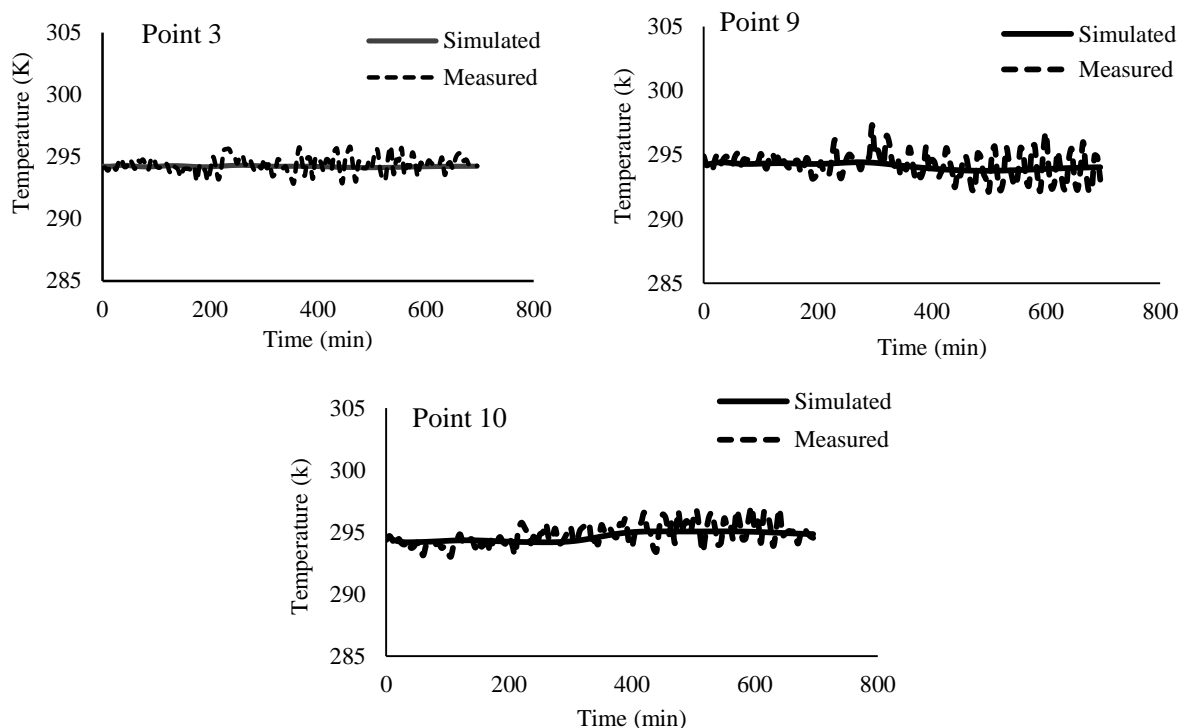 Point 3
Simulated
Measured
Temperature (K)
305
300
295
290
285
0 200 400 600 800
Time (min)
Point 9
Simulated
Measured
Temperature (k)
305
300
295
290
285
0 200 400 600 800
Time (min)
Point 10
Simulated
Measured
Temperature (k)
305
300
295
290
285
0 200 400 600 800
Time (min)